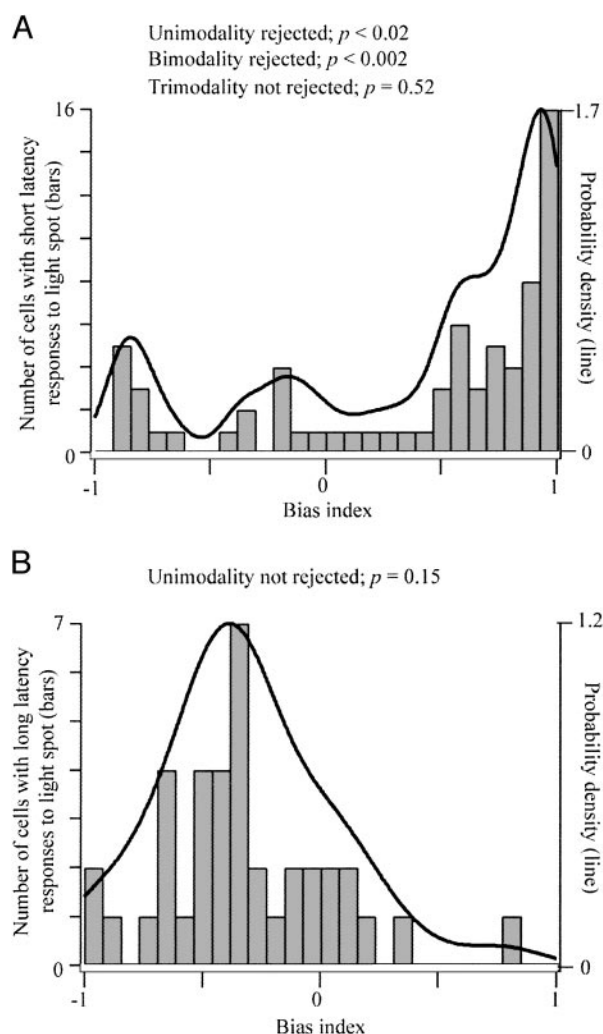 A
Unimodality rejected; p < 0.02
Bimodality rejected; p < 0.002
Trimodality not rejected; p = 0.52
Number of cells with short latency
responses to light spot (bars)
16
0
1.7
0
Probability density (line)
-1
0
1
Bias index
B
Unimodality not rejected; p = 0.15
Number of cells with long latency
responses to light spot (bars)
7
0
1.2
0
Probability density (line)
-1
0
1
Bias index